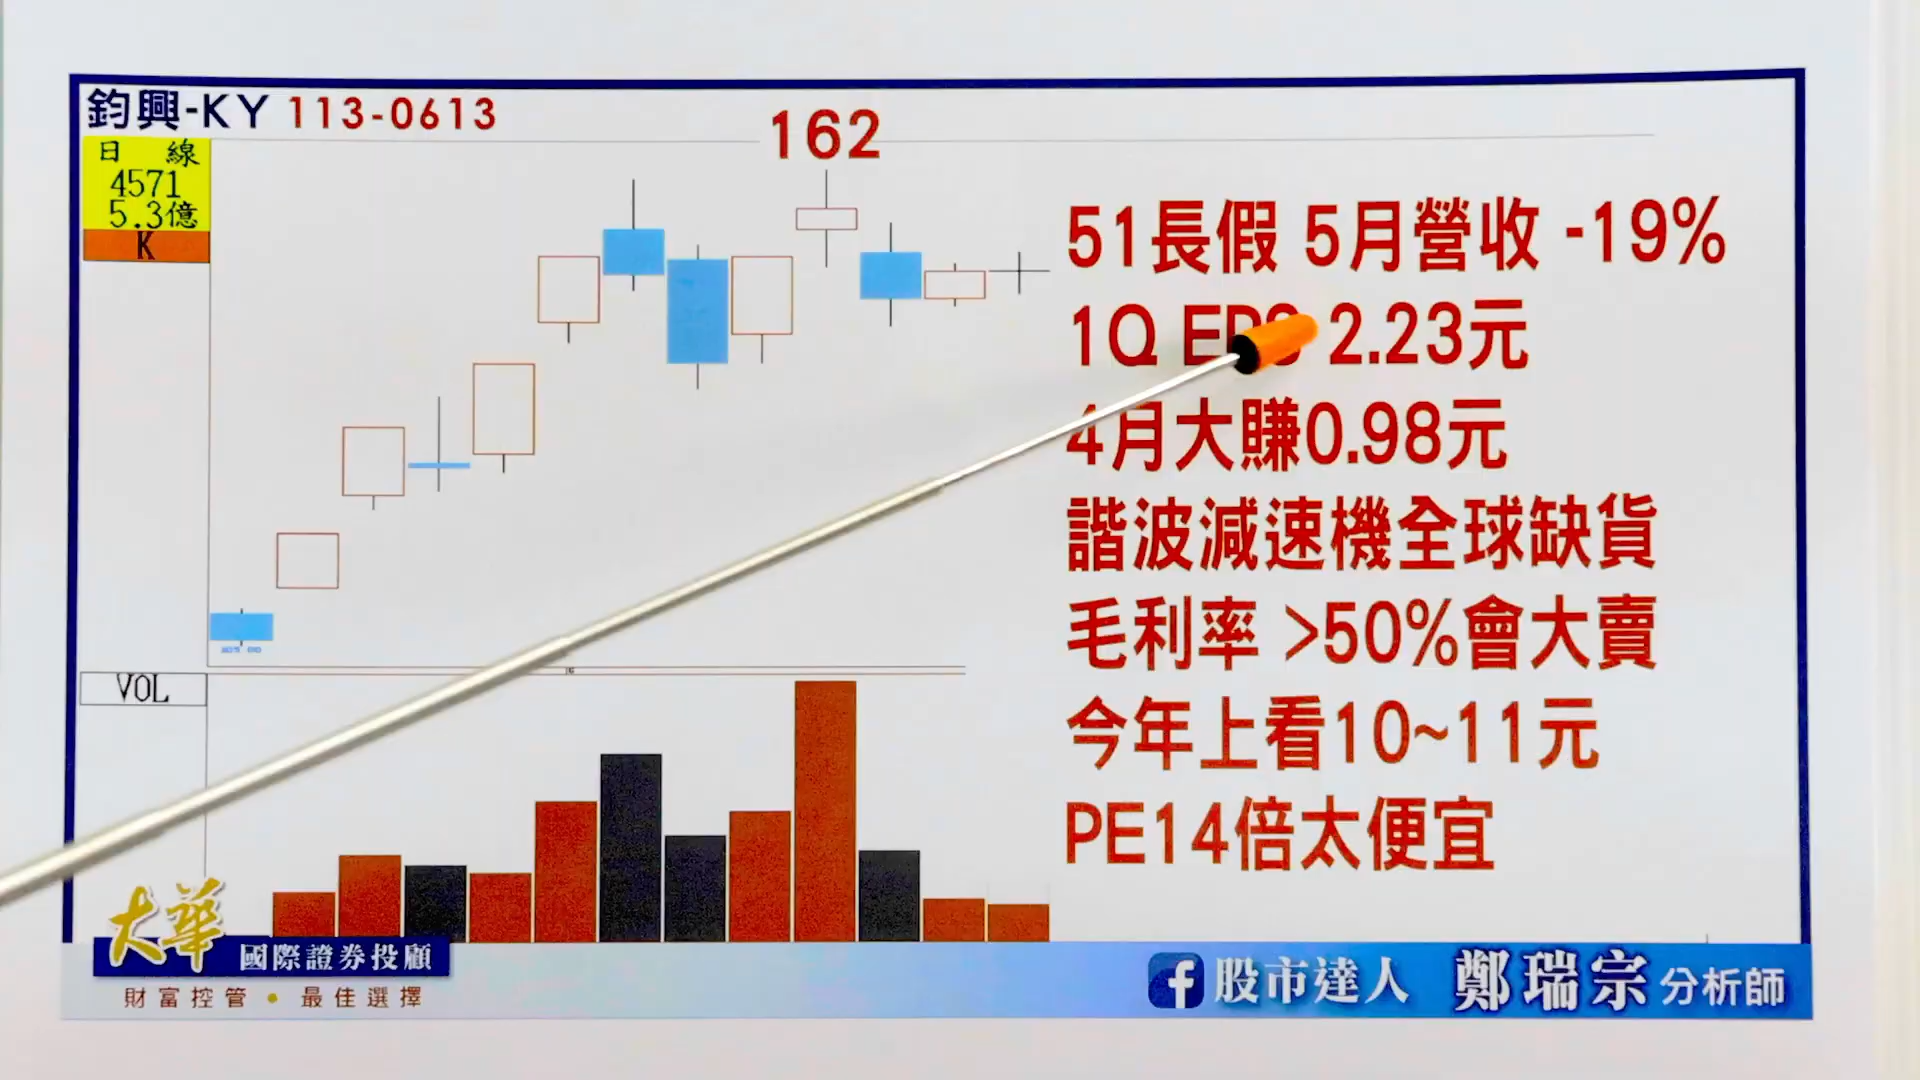 鈞興-KY 113-0613
日 線
4571
5.3億
K
162
51長假 5月營收 -19%
1Q EPS 2.23元
4月大賺0.98元
諧波減速機全球缺貨
毛利率 >50%會大賣
今年上看10~11元
PE14倍太便宜
VOL
大華
國際證券投顧
財富控管・最佳選擇
f 股市達人 鄭瑞宗 分析師